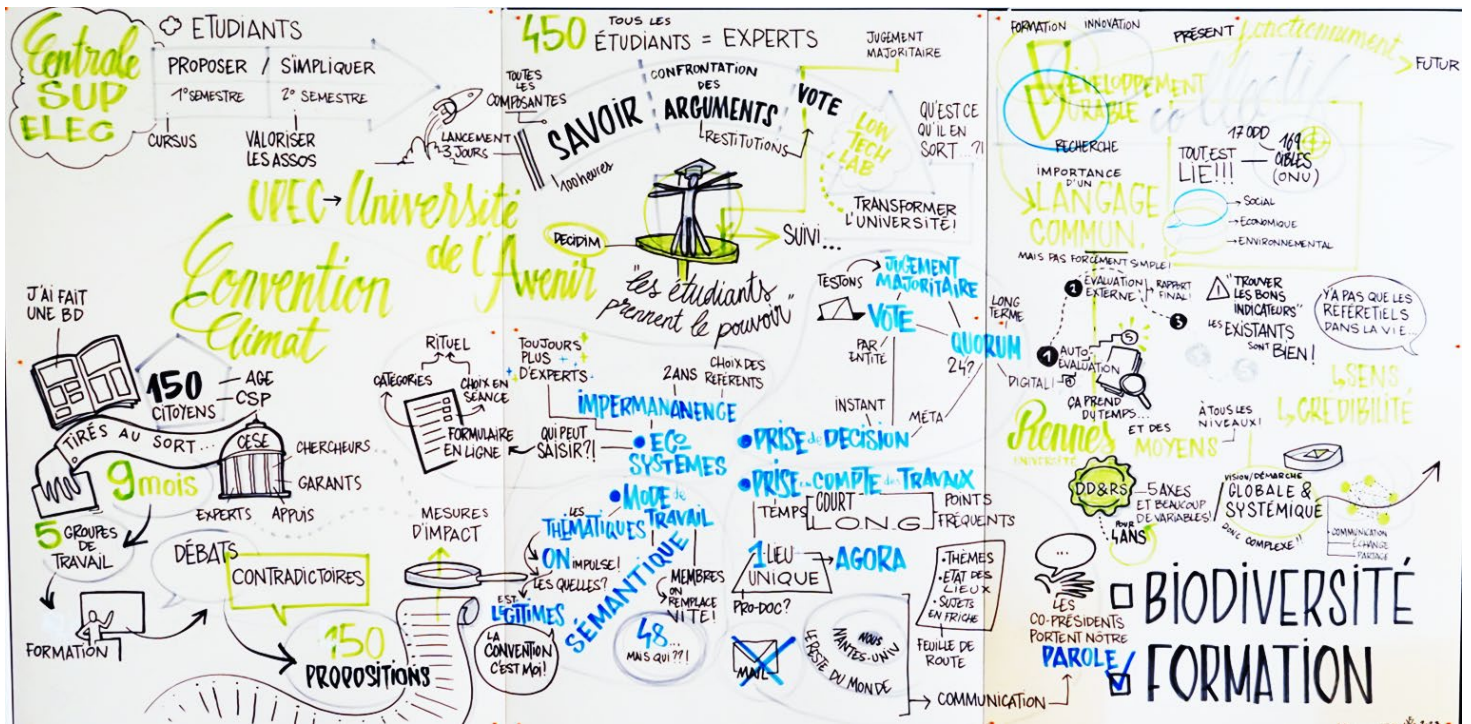 Centrale
SUP
ELEC
ETUDIANTS
PROPOSER / S'IMPLIQUER
1° SEMESTRE
2° SEMESTRE
CURSUS
VALORISER
LES ASSOS
LANCEMENT
3 JOURS
TOUTES
LES
COMPOSANTES
450
TOUS LES
ÉTUDIANTS = EXPERTS
JUGEMENT
MAJORITAIRE
SAVOIR
100 heures
CONFRONTATION
DES
ARGUMENTS
RESTITUTIONS
VOTE
LOW
TECH
LAB
QU'EST CE
QU'IL EN
SORT...?!
TRANSFORMER
L'UNIVERSITÉ!
UPEC → Université
de l'Avenir
DECIDIM
SUIVI...
"les étudiants
prennent le pouvoir"
Convention
Climat
J'AI FAIT
UNE BD
150
CITOYENS
AGE
CSP
TIRÉS AU SORT...
CESE
CHERCHEURS
GARANTS
APPUIS
EXPERTS
9 mois
5 GROUPES
DE
TRAVAIL
FORMATION
DÉBATS
CONTRADICTOIRES
150
PROPOSITIONS
MESURES
D'IMPACT
RITUEL
CATÉGORIES
CHOIX EN
SÉANCE
FORMULAIRE
EN LIGNE
QUI PEUT
SAISIR?!
TOUJOURS
PLUS
D'EXPERTS
2 ANS
CHOIX DES
RÉFÉRENTS
IMPERMANANENCE
• ECO
SYSTÈMES
• MODE de
TRAVAIL
LES
THÉMATIQUES
ON IMPULSE!
LES QUELLES?
EST
LÉGITIMES
LA
CONVENTION
C'EST MOI!
SÉMANTIQUE
MEMBRES
ON
REMPLACE
VITE!
48...
MAIS QUI??!
TESTONS
JUGEMENT
MAJORITAIRE
VOTE
PAR
ENTITÉ
QUORUM
24?
LONG
TERME!
DIGITAL!
INSTANT
MÉTA
• PRISE de DECISION
• PRISE en COMPTE des TRAVAUX
TEMPS
COURT
L.O.N.G.
POINTS
FRÉQUENTS
1 LIEU
UNIQUE
AGORA
PRO-DOC?
MAIL
NOUS
NANTES-UNIV
LE RESTE DU MONDE
• THÈMES
• ETAT DES
LIEUX
• SUJETS
EN FRICHE
FEUILLE DE
ROUTE
COMMUNICATION
...
LES
CO-PRÉSIDENTS
PORTENT NÔTRE
PAROLE
FORMATION
INNOVATION
DÉVELOPPEMENT
DURABLE
RECHERCHE
PRÉSENT
fonctionnement
collectif
FUTUR
17 ODD
169
CIBLES
(ONU)
TOUT EST
LIE!!!
SOCIAL
ECONOMIQUE
ENVIRONNEMENTAL
IMPORTANCE
D'UN
LANGAGE
COMMUN.
MAIS PAS FORCÉMENT SIMPLE!
1
AUTO-
ÉVALUATION
2
ÉVALUATION
EXTERNE
RAPPORT
FINAL!
3
"TROUVER
LES BONS
INDICATEURS"
LES EXISTANTS
SONT BIEN!
Y'A PAS QUE LES
RÉFÉRETIELS
DANS LA VIE...
ÇA PREND
DU TEMPS...
ET DES
MOYENS
À TOUS LES
NIVEAUX!
SENS
CRÉDIBILITÉ
Rennes
UNIVERSITÉ
DD&RS
5 AXES
ET BEAUCOUP
DE VARIABLES!
POUR
4 ANS
VISION/DÉMARCHE
GLOBALE &
SYSTÉMIQUE
DONC COMPLEXE!!
COMMUNICATION
ÉCHANGE
PARTAGE
BIODIVERSITÉ
FORMATION